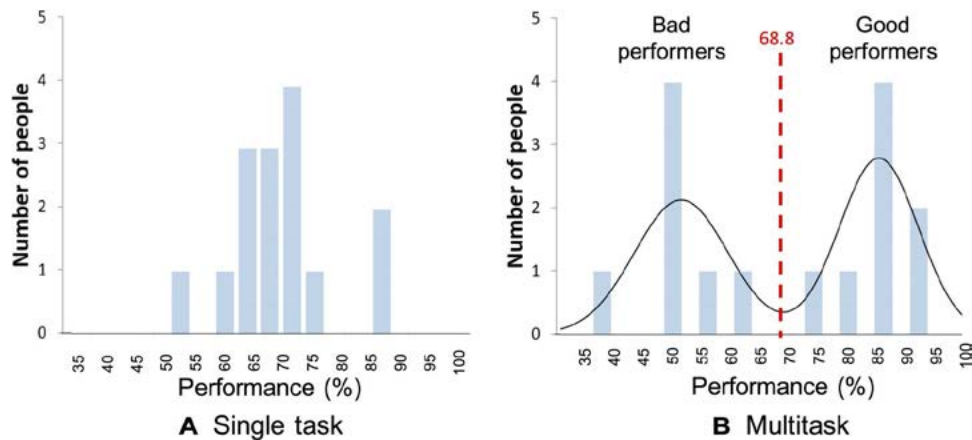 5
4
3
2
1
0
Number of people
35 40 45 50 55 60 65 70 75 80 85 90 95 100
Performance (%)
A Single task
5
4
3
2
1
0
Number of people
Bad
performers
68.8
Good
performers
35 40 45 50 55 60 65 70 75 80 85 90 95 100
Performance (%)
B Multitask